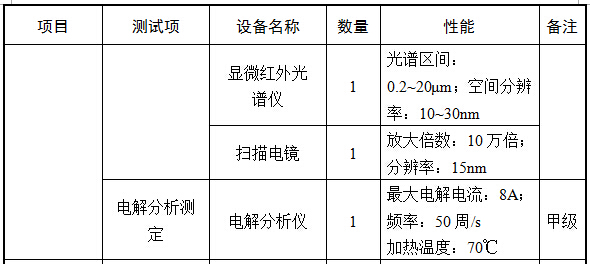 项目 测试项 设备名称 数量 性能 备注
显微红外光
谱仪
1
光谱区间：
0.2~20μm；空间分辨
率：10~30nm
扫描电镜
1
放大倍数：10 万倍；
分辨率：15nm
电解分析测
定
电解分析仪
1
最大电解电流：8A；
频率：50 周/s
加热温度：70℃
甲级